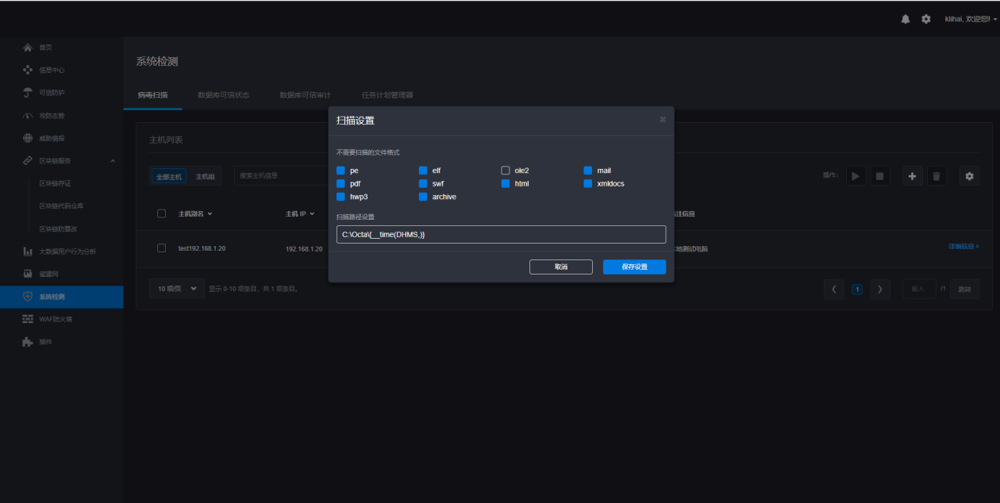 klihai, 欢迎您!
首页
信息中心
可信防护
攻防态势
威胁情报
区块链服务
区块链存证
区块链代码仓库
区块链防篡改
大数据用户行为分析
蜜罐网
系统检测
WAF防火墙
插件
系统检测
病毒扫描 数据库可信状态 数据库可信审计 任务计划管理器
主机列表
全部主机 主机组 搜索主机信息 操作:
主机别名 主机 IP 注信息
test192.168.1.20 192.168.1.20 本地测试电脑 详细信息 >
10 项/页 显示 0-10 项条目，共 1 项条目。 1 输入 /1 跳转
扫描设置
不需要扫描的文件格式
pe elf ole2 mail
pdf swf html xmldocs
hwp3 archive
扫描路径设置
C:\Octa\{__time(DHMS,)}
取消 保存设置